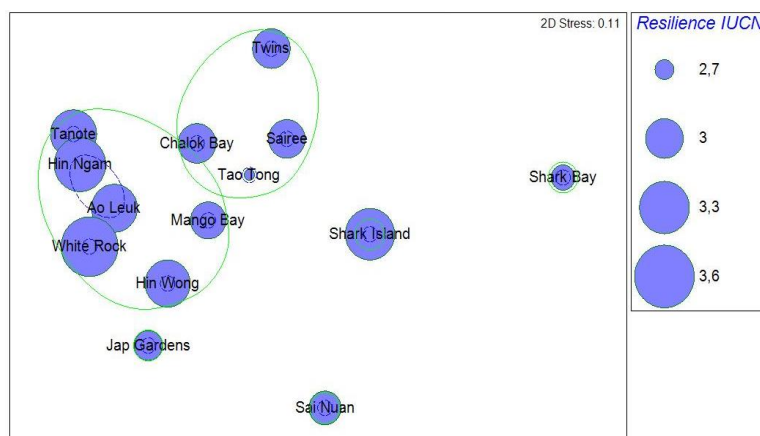 2D Stress: 0.11
Resilience IUCN
2,7
3
3,3
3,6
Twins
Tanote
Chalok Bay
Sairee
Hin Ngam
Tao Tong
Shark Bay
Ao Leuk
Mango Bay
White Rock
Shark Island
Hin Wong
Jap Gardens
Sai Nuan